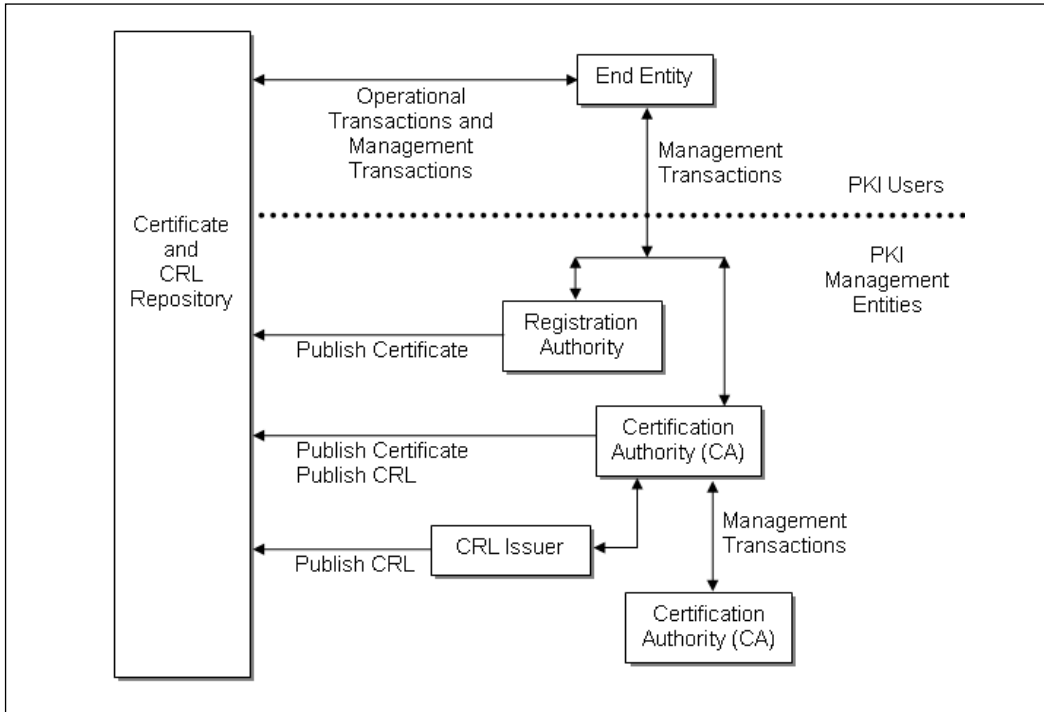 End Entity
Operational
Transactions and
Management
Transactions
Management
Transactions
PKI Users
Certificate
and
CRL
Repository
PKI
Management
Entities
Registration
Authority
Publish Certificate
Certification
Authority (CA)
Publish Certificate
Publish CRL
Management
Transactions
CRL Issuer
Publish CRL
Certification
Authority (CA)